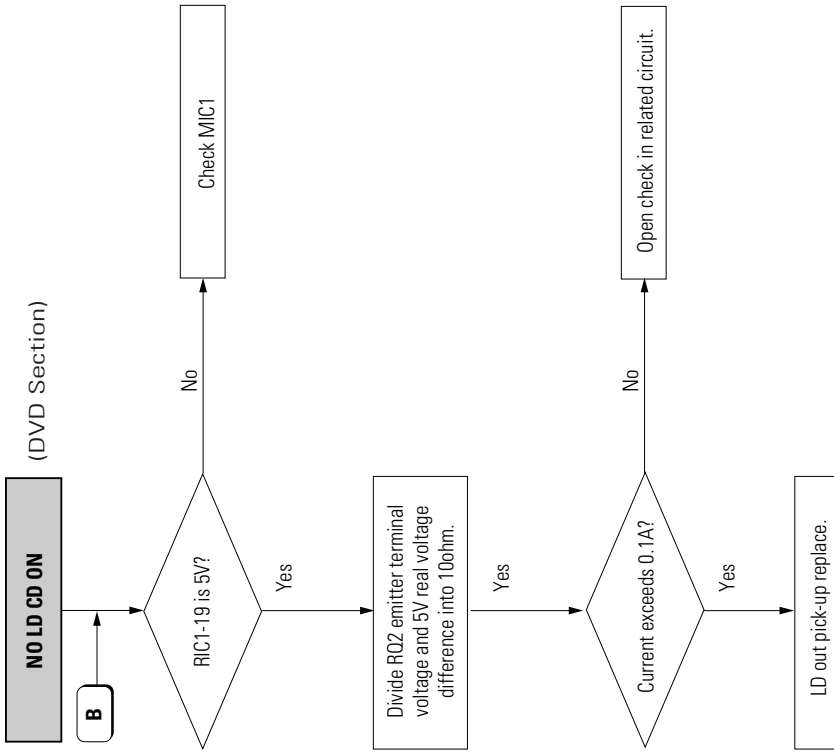 NO LD CD ON
(DVD Section)
B
RIC1-19 is 5V?
No
Check MIC1
Yes
Divide RQ2 emitter terminal
voltage and 5V real voltage
difference into 10ohm.
Yes
Current exceeds 0.1A?
No
Open check in related circuit.
Yes
LD out pick-up replace.